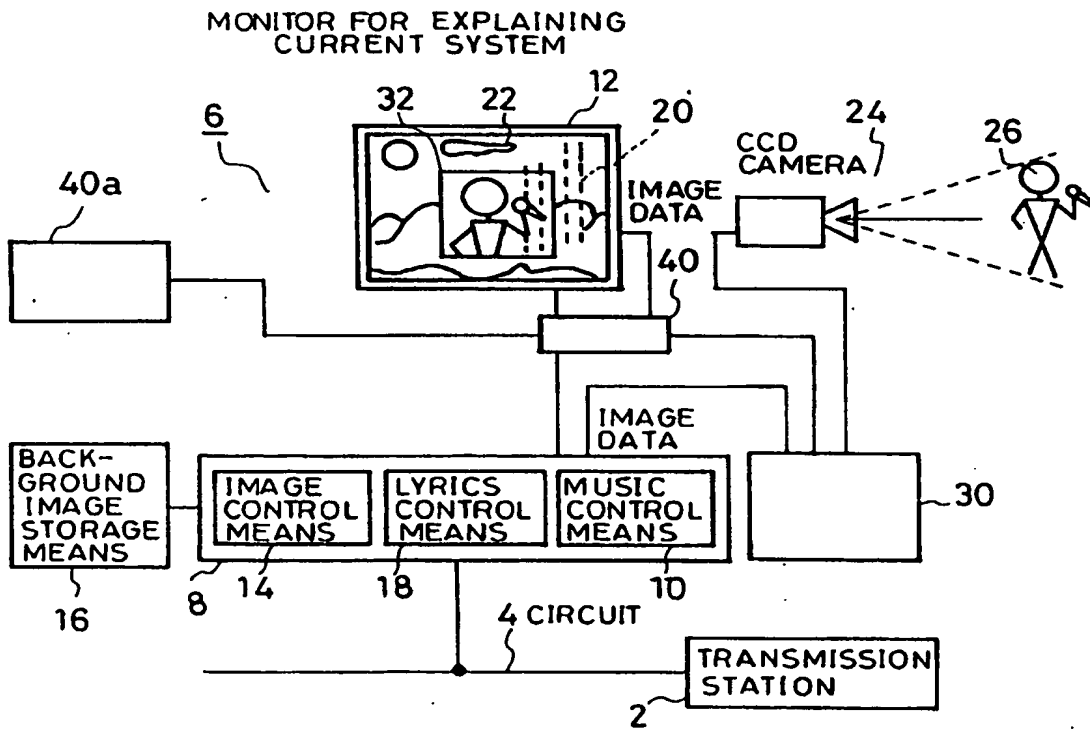 MONITOR FOR EXPLAINING
CURRENT SYSTEM
32
22
12
20
24
26
6
CCD
CAMERA
IMAGE
DATA
40a
40
IMAGE
DATA
BACK-
GROUND
IMAGE
STORAGE
MEANS
IMAGE
CONTROL
MEANS
LYRICS
CONTROL
MEANS
MUSIC
CONTROL
MEANS
30
16
8
14
18
10
4 CIRCUIT
TRANSMISSION
STATION
2